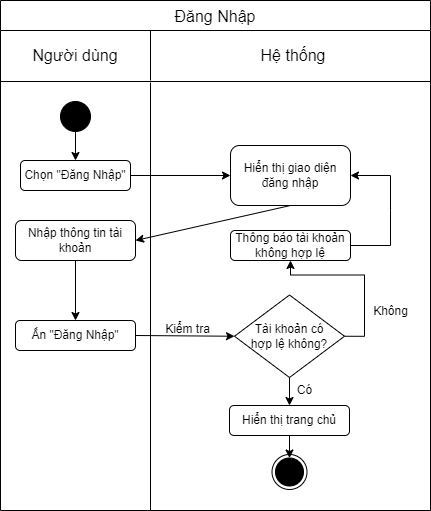 Đăng Nhập
Người dùng
Hệ thống
Chọn "Đăng Nhập"
Hiển thị giao diện
đăng nhập
Nhập thông tin tài
khoản
Thông báo tài khoản
không hợp lệ
Ấn "Đăng Nhập"
Kiểm tra
Tài khoản có
hợp lệ không?
Không
Có
Hiển thị trang chủ